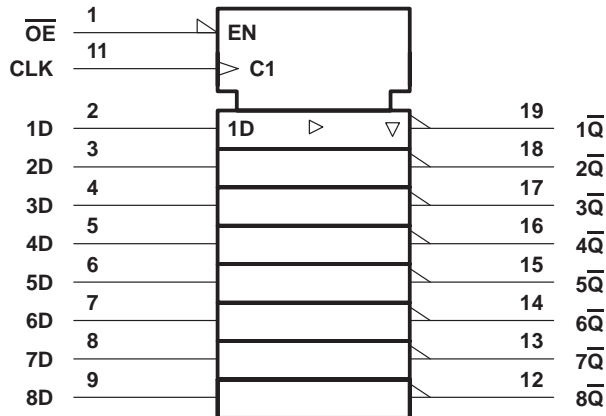 O̅E̅ 1 EN
CLK 11 C1
1D 2 1D 19 1Q̅
2D 3 18 2Q̅
3D 4 17 3Q̅
4D 5 16 4Q̅
5D 6 15 5Q̅
6D 7 14 6Q̅
7D 8 13 7Q̅
8D 9 12 8Q̅